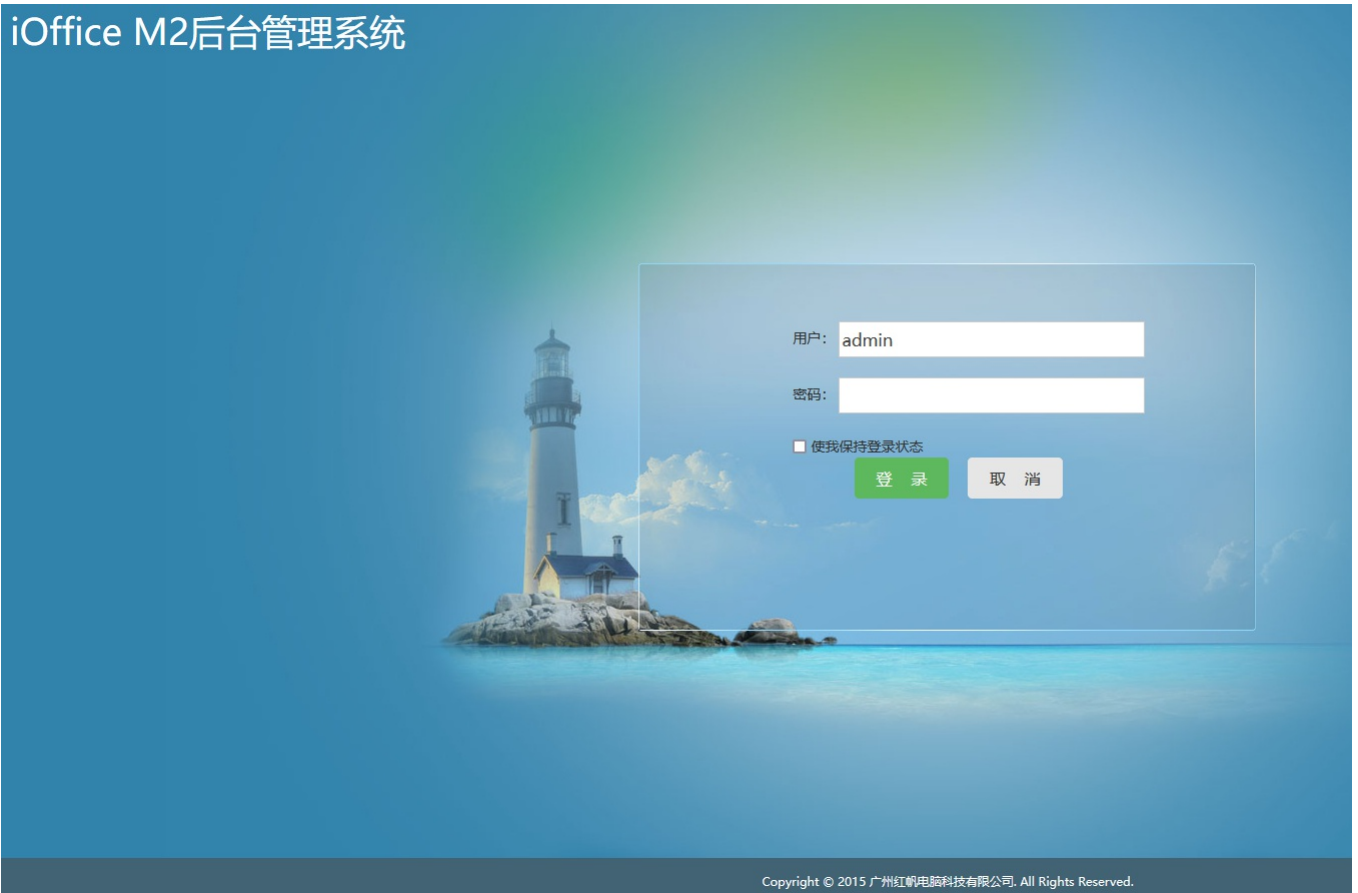 iOffice M2后台管理系统
用户： admin
密码：
使我保持登录状态
登 录 取 消
Copyright © 2015 广州红帆电脑科技有限公司. All Rights Reserved.